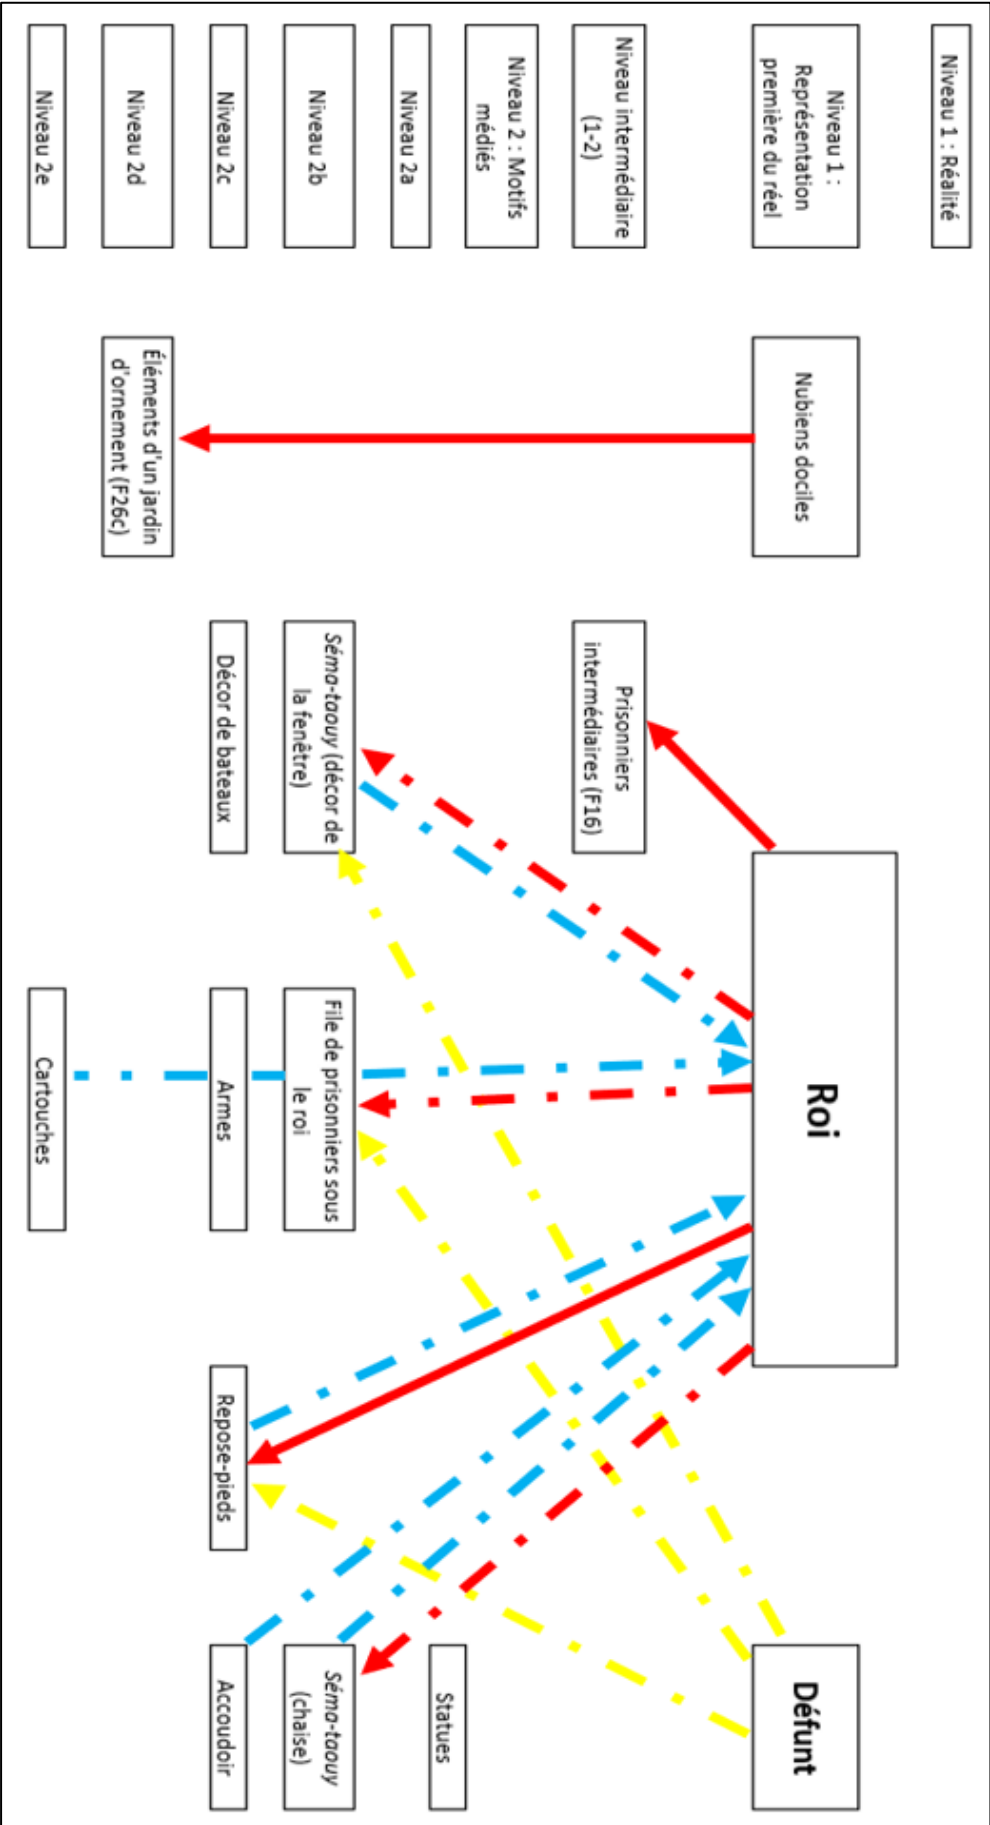 Niveau 1 : Réalité
Niveau 1 :
Représentation
première du réel
Niveau intermédiaire
(1-2)
Niveau 2 : Motifs
médiés
Niveau 2a
Niveau 2b
Niveau 2c
Niveau 2d
Niveau 2e
Nubiens dociles
Éléments d'un jardin
d'ornement (F26c)
Roi
Prisonniers
intermédiaires (F16)
Séma-taouy (décor de
la fenêtre)
Décor de bateaux
File de prisonniers sous
le roi
Armes
Cartouches
Repose-pieds
Défunt
Statues
Séma-taouy
(chaise)
Accoudoir